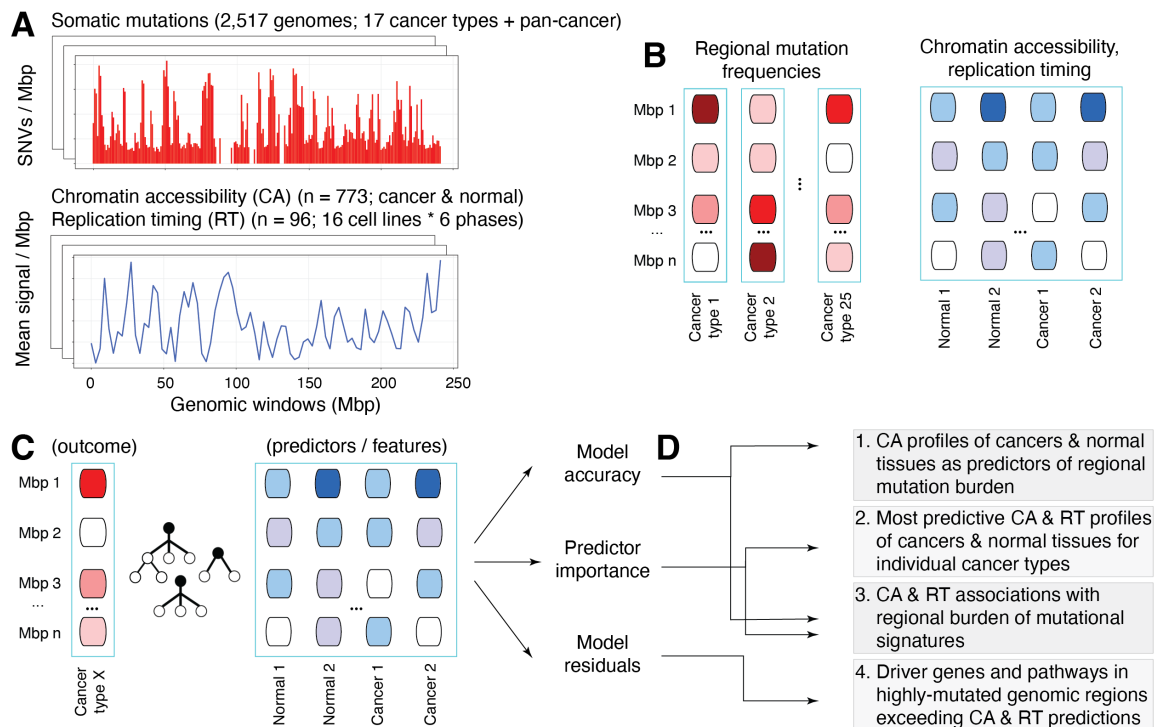 A
Somatic mutations (2,517 genomes; 17 cancer types + pan-cancer)
SNVs / Mbp
Chromatin accessibility (CA) (n = 773; cancer & normal)
Replication timing (RT) (n = 96; 16 cell lines * 6 phases)
Mean signal / Mbp
0 50 100 150 200 250
Genomic windows (Mbp)
B
Regional mutation
frequencies
Chromatin accessibility,
replication timing
Mbp 1
Mbp 2
Mbp 3
...
Mbp n
...
...
...
...
...
Cancer
type 1
Cancer
type 2
Cancer
type 25
Normal 1
Normal 2
Cancer 1
Cancer 2
C
(outcome)
(predictors / features)
Mbp 1
Mbp 2
Mbp 3
...
Mbp n
...
...
Cancer
type X
Normal 1
Normal 2
Cancer 1
Cancer 2
Model
accuracy
Predictor
importance
Model
residuals
D
1. CA profiles of cancers & normal
tissues as predictors of regional
mutation burden
2. Most predictive CA & RT profiles
of cancers & normal tissues for
individual cancer types
3. CA & RT associations with
regional burden of mutational
signatures
4. Driver genes and pathways in
highly-mutated genomic regions
exceeding CA & RT predictions